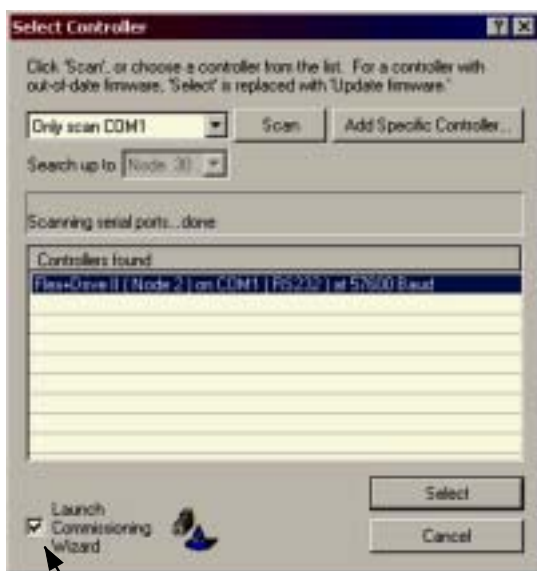 Select Controller
Click 'Scan', or choose a controller from the list. For a controller with
out-of-date firmware, 'Select' is replaced with 'Update firmware.'
Only scan COM1
Scan
Add Specific Controller...
Search up to Node 30
Scanning serial ports...done
Controllers found
Flex+Drive II ( Node 2 ) on COM1 ( RS232 ) at 57600 Baud
Select
Launch
Commissioning
Wizard
Cancel